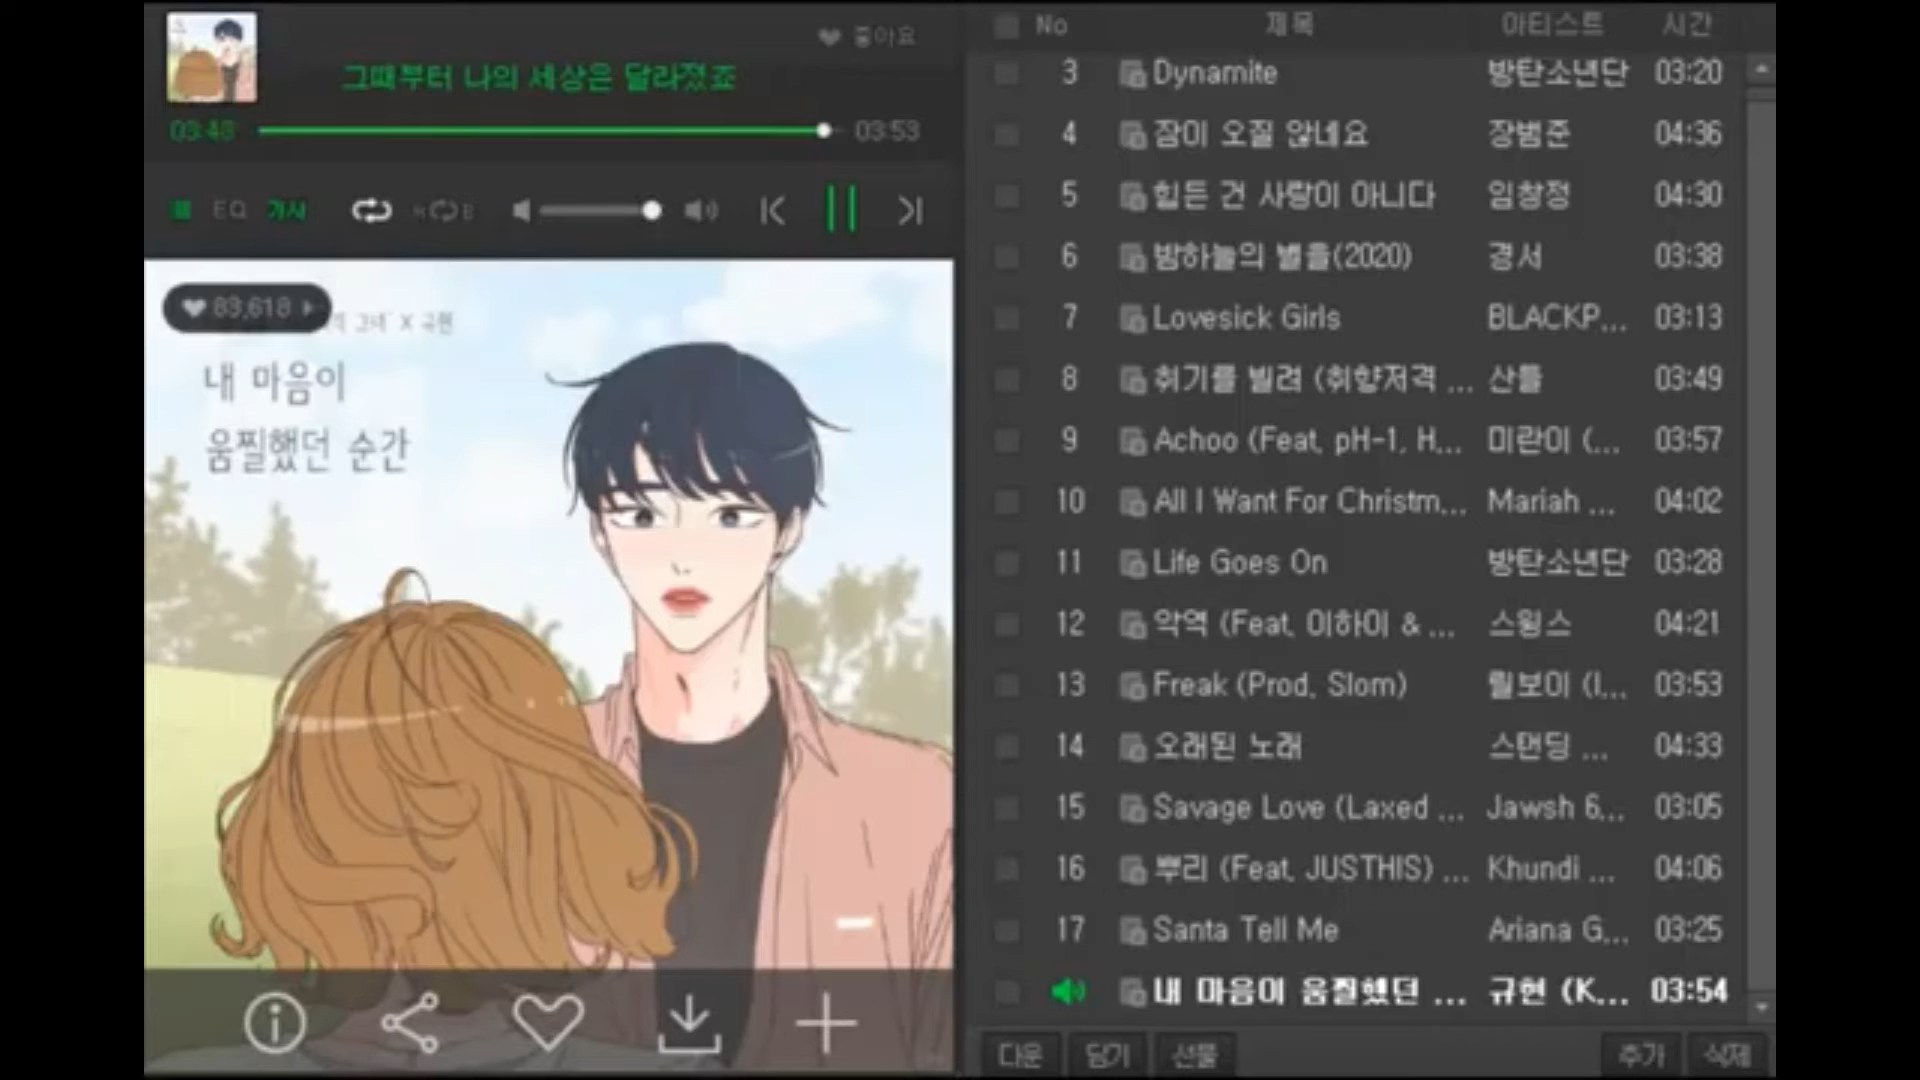 좋아요
그때부터 나의 세상은 달라졌죠
03:48 03:53
EQ 가사
83,618
그녀' X 규현
내 마음이
움찔했던 순간
No 제목 아티스트 시간
3 Dynamite 방탄소년단 03:20
4 잠이 오질 않네요 장범준 04:36
5 힘든 건 사랑이 아니다 임창정 04:30
6 밤하늘의 별을(2020) 경서 03:38
7 Lovesick Girls BLACKP... 03:13
8 취기를 빌려 (취향저격 ... 산들 03:49
9 Achoo (Feat. pH-1, H... 미란이 (... 03:57
10 All I Want For Christm... Mariah ... 04:02
11 Life Goes On 방탄소년단 03:28
12 악역 (Feat. 이하이 & ... 스윙스 04:21
13 Freak (Prod. Slom) 릴보이 (l... 03:53
14 오래된 노래 스탠딩 ... 04:33
15 Savage Love (Laxed ... Jawsh 6... 03:05
16 뿌리 (Feat. JUSTHIS) ... Khundi ... 04:06
17 Santa Tell Me Ariana G... 03:25
내 마음이 움찔했던 ... 규현 (K... 03:54
다운 담기 선물 추가 삭제